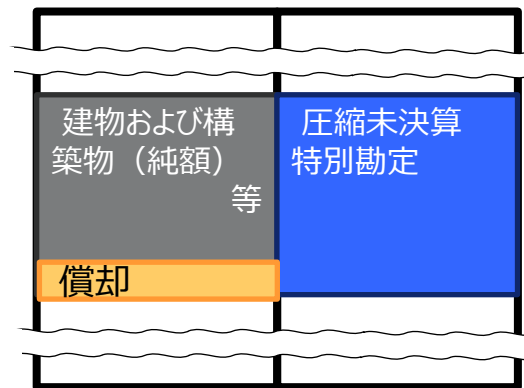 建物および構
築物（純額）
等
償却
圧縮未決算
特別勘定